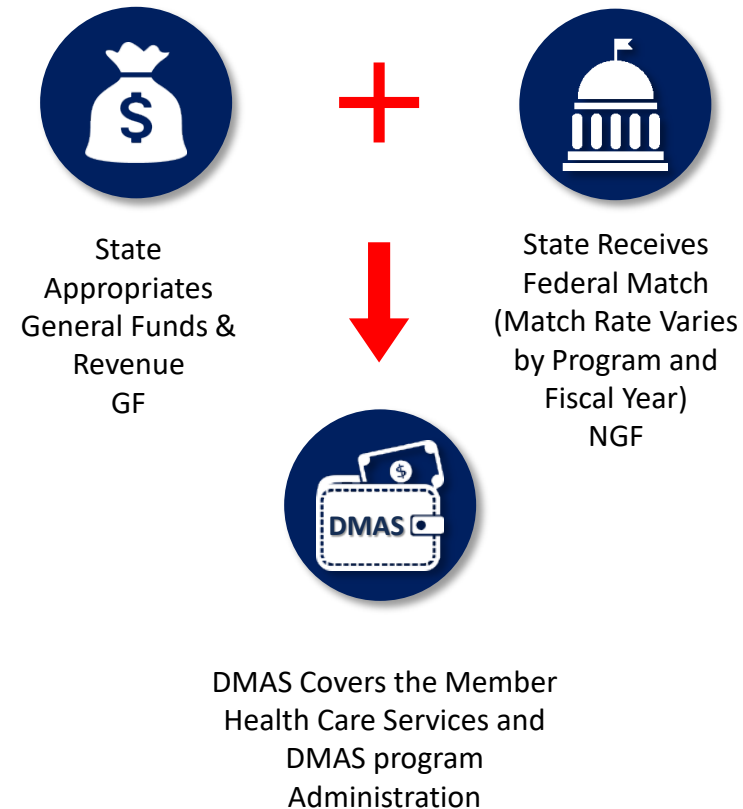 $
State
Appropriates
General Funds &
Revenue
GF
State Receives
Federal Match
(Match Rate Varies
by Program and
Fiscal Year)
NGF
$
DMAS
DMAS Covers the Member
Health Care Services and
DMAS program
Administration